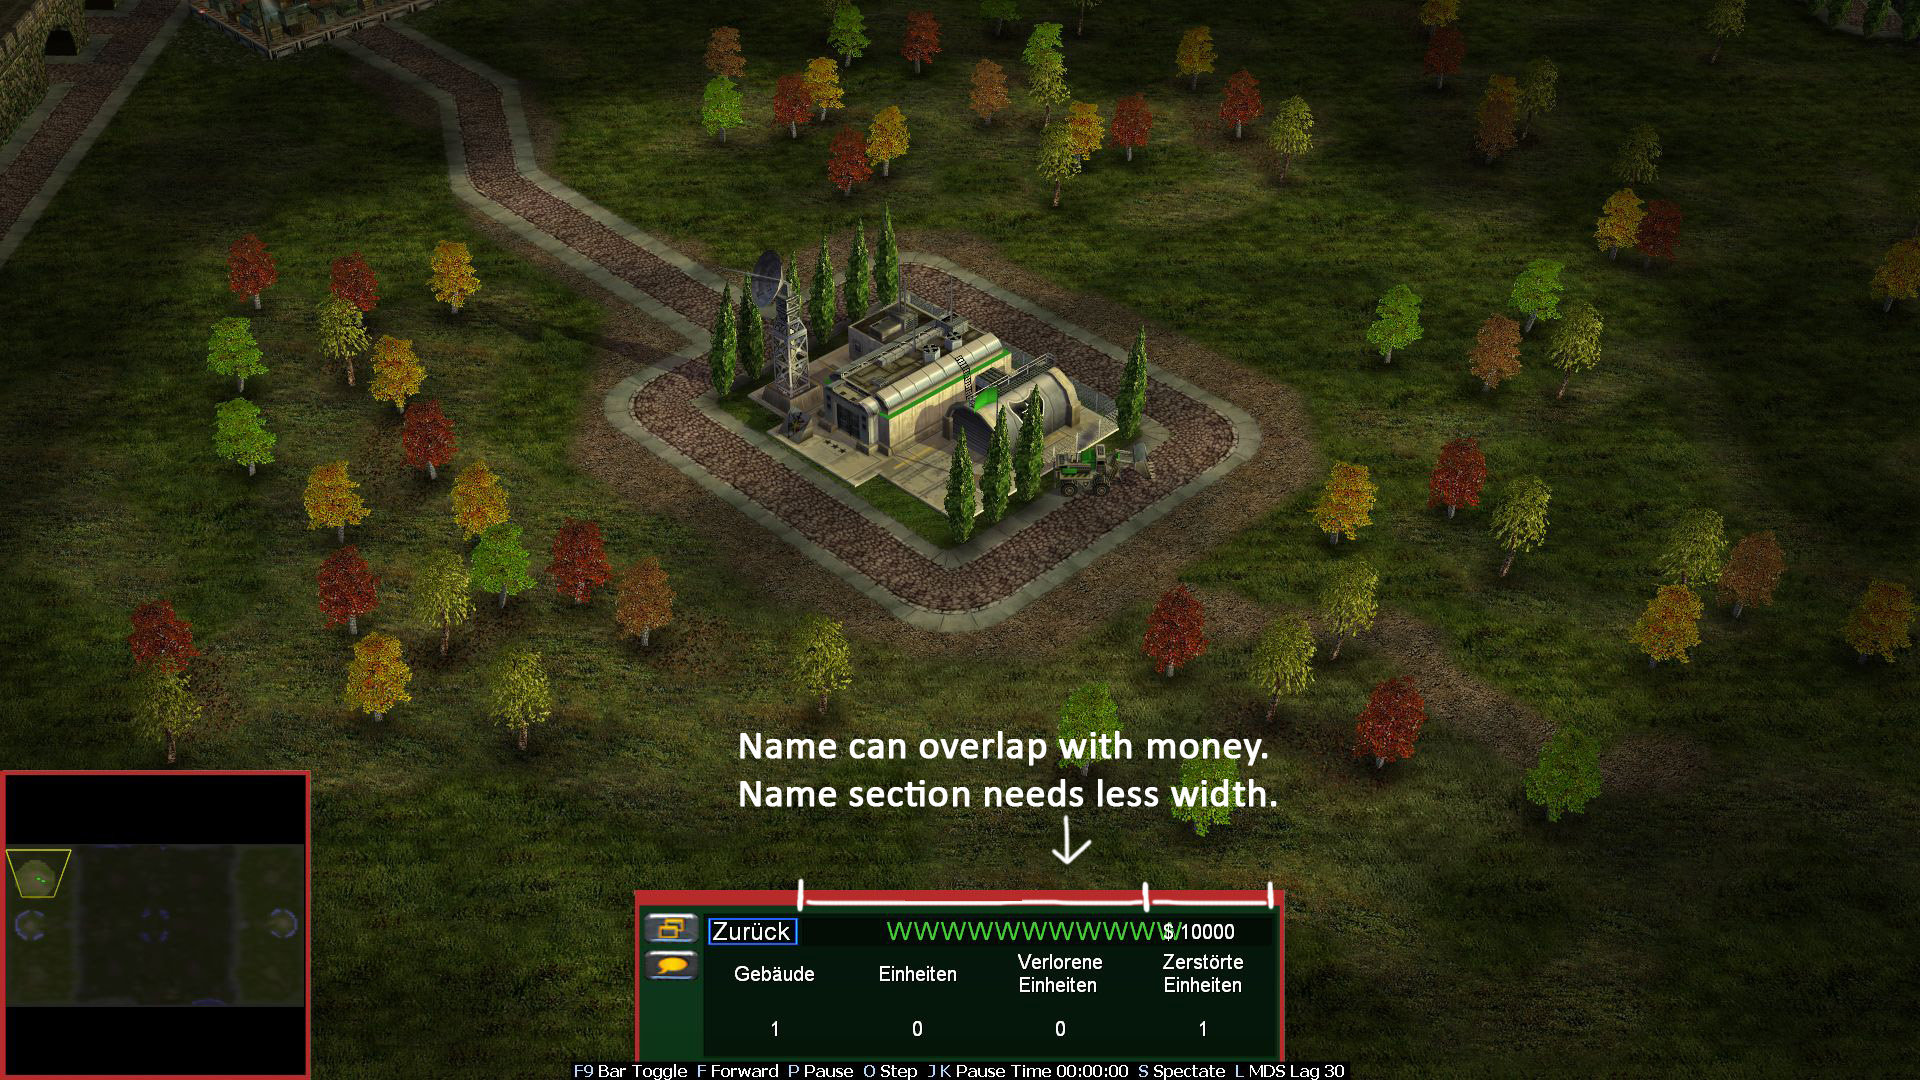 Name can overlap with money.
Name section needs less width.
Zurück WWWWWWWWWWW $ 10000
Gebäude Einheiten Verlorene Einheiten Zerstörte Einheiten
1 0 0 1
F9 Bar Toggle F Forward P Pause O Step J K Pause Time 00:00:00 S Spectate L MDS Lag 30